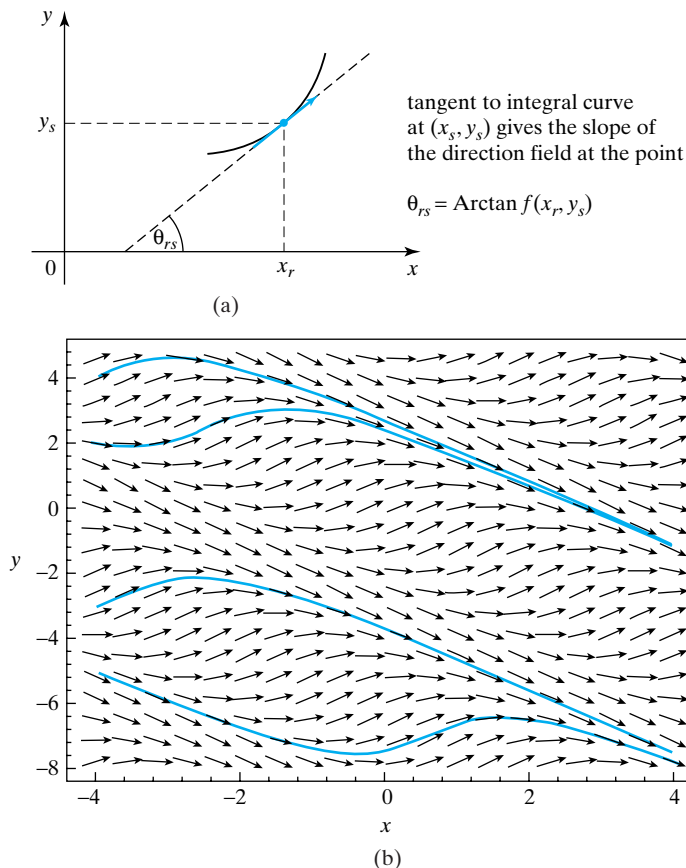 y
y_s
tangent to integral curve
at (x_s, y_s) gives the slope of
the direction field at the point
θ_rs = Arctan f(x_r, y_s)
θ_rs
0
x_r
x
(a)
4
2
0
y
−2
−4
−6
−8
−4
−2
0
2
4
x
(b)